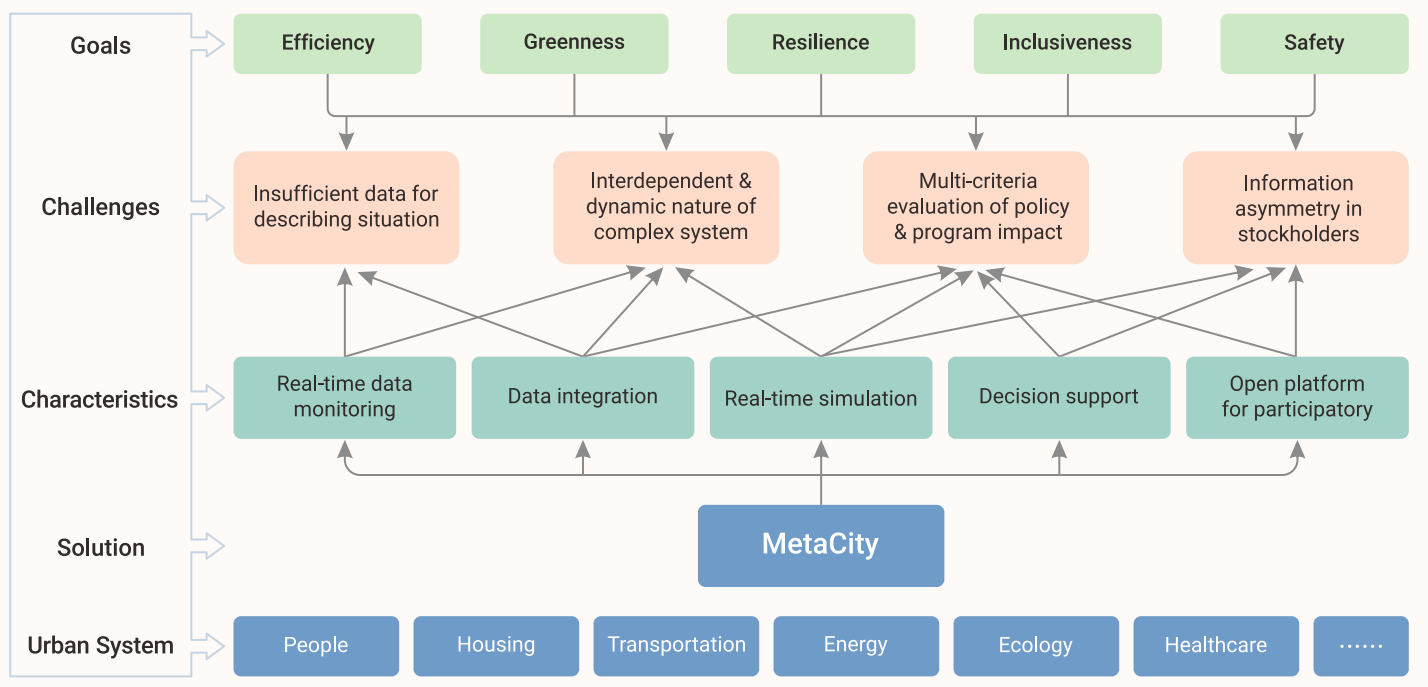 Goals
Efficiency
Greenness
Resilience
Inclusiveness
Safety
Challenges
Insufficient data for
describing situation
Interdependent &
dynamic nature of
complex system
Multi-criteria
evaluation of policy
& program impact
Information
asymmetry in
stockholders
Characteristics
Real-time data
monitoring
Data integration
Real-time simulation
Decision support
Open platform
for participatory
Solution
MetaCity
Urban System
People
Housing
Transportation
Energy
Ecology
Healthcare
······